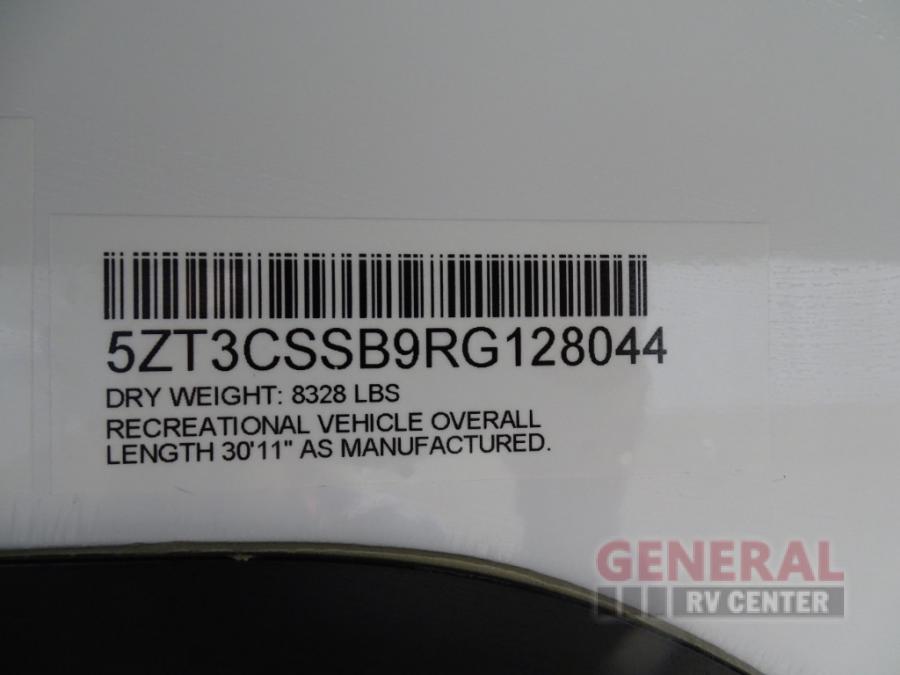 5ZT3CSSB9RG128044
DRY WEIGHT: 8328 LBS
RECREATIONAL VEHICLE OVERALL
LENGTH 30'11" AS MANUFACTURED.
GENERAL
RV CENTER